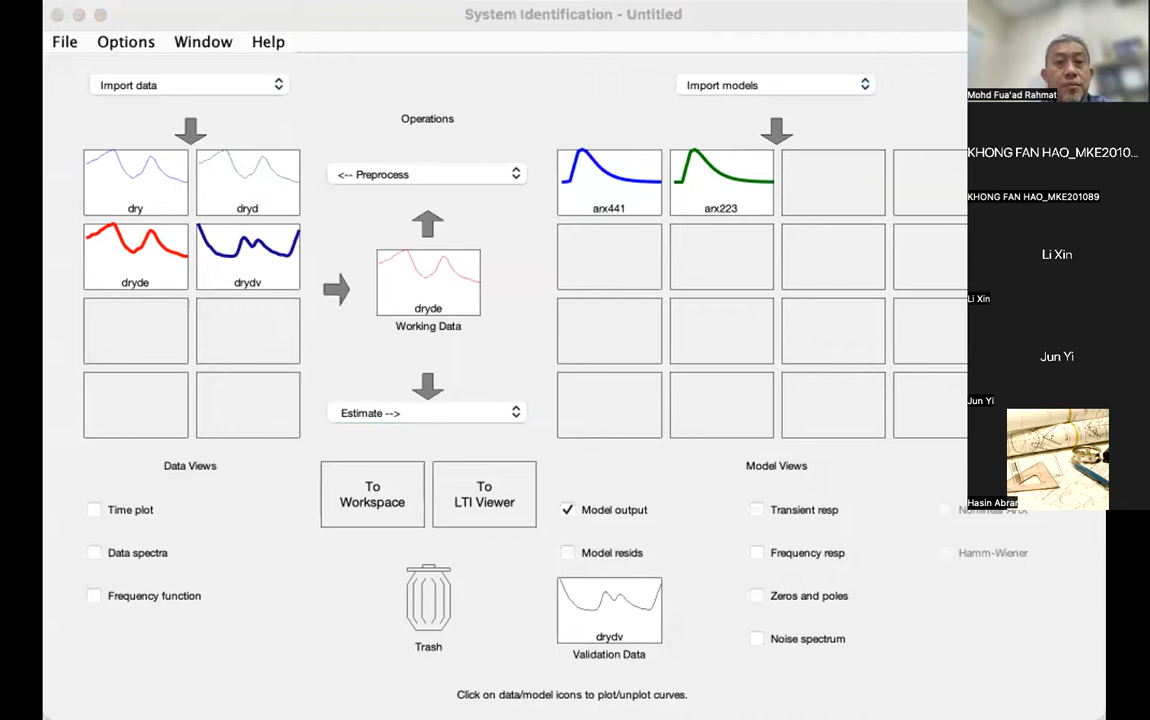 System Identification - Untitled
File Options Window Help
Import data
Import models
Operations
<-- Preprocess
dry
dryd
dryde
drydv
dryde
Working Data
arx441
arx223
Estimate -->
Data Views
Time plot
Data spectra
Frequency function
To
Workspace
To
LTI Viewer
Trash
Model Views
Model output
Model resids
drydv
Validation Data
Transient resp
Frequency resp
Zeros and poles
Noise spectrum
Hamm-Wiener
Click on data/model icons to plot/unplot curves.
Mohd Fua'ad Rahmat
KHONG FAN HAO_MKE2010...
KHONG FAN HAO_MKE201089
Li Xin
Li Xin
Jun Yi
Jun Yi
Hasin Abrar